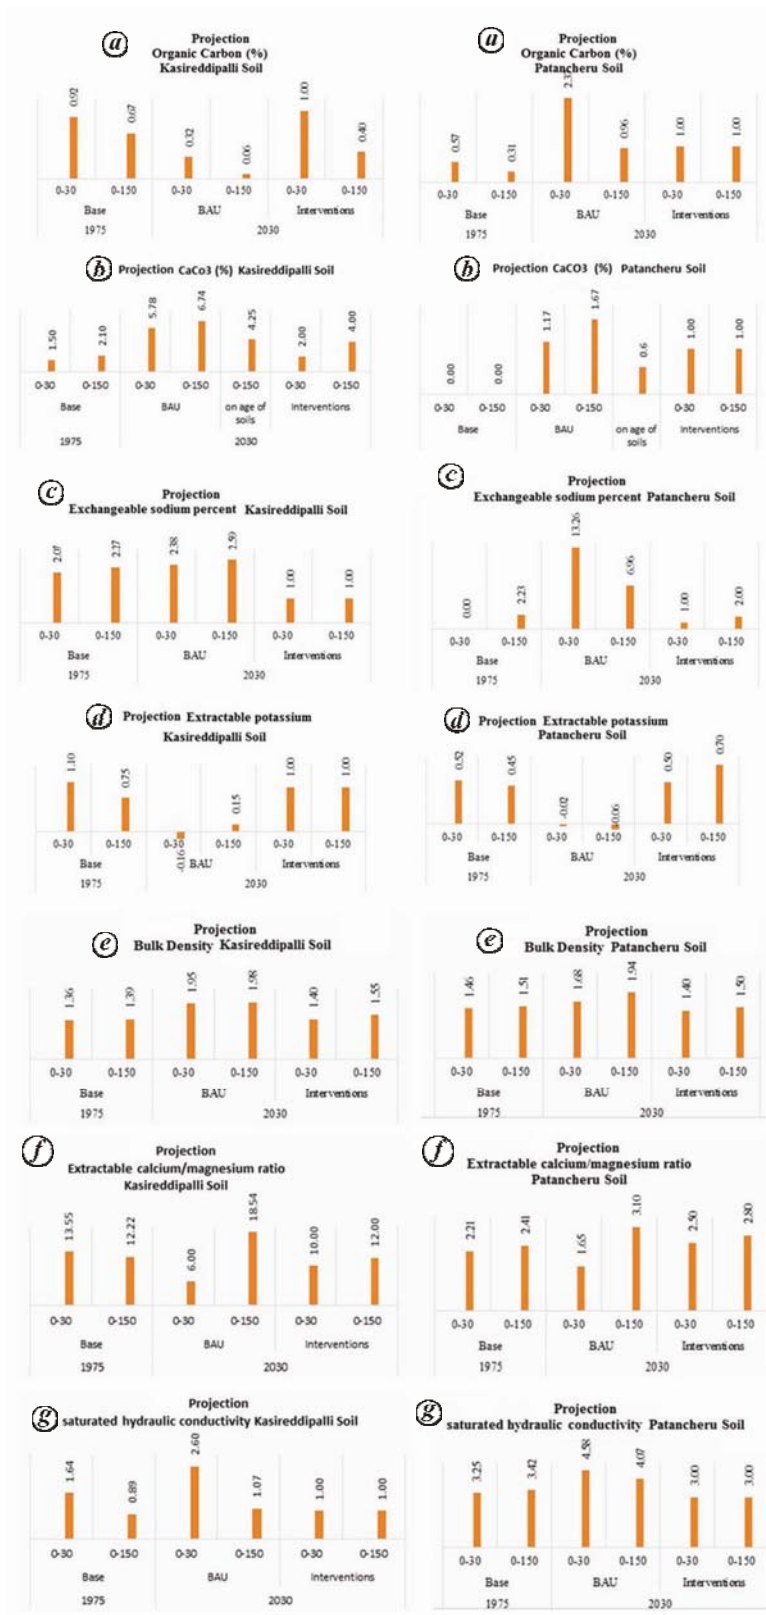 a
Projection
Organic Carbon (%)
Kasireddipalli Soil
0.92
0.67
0.32
0.06
1.00
0.40
0-30 0-150 0-30 0-150 0-30 0-150
Base BAU Interventions
1975 2030
a
Projection
Organic Carbon (%)
Patancheru Soil
0.57
0.31
0.96
1.00
1.00
0-30 0-150 0-30 0-150 0-30 0-150
Base BAU Interventions
1975 2030
b Projection CaCo3 (%) Kasireddipalli Soil
1.50
2.10
5.78
6.74
4.25
2.00
4.00
0-30 0-150 0-30 0-150 0-150 0-30 0-150
Base BAU on age of Interventions
soils
1975 2030
b Projection CaCO3 (%) Patancheru Soil
0.00
0.00
1.17
1.67
0.6
1.00
1.00
0-30 0-150 0-30 0-150 0-30 0-150
Base BAU on age of Interventions
soils
c
Projection
Exchangeable sodium percent Kasireddipalli Soil
2.07
2.27
2.38
2.59
1.00
1.00
0-30 0-150 0-30 0-150 0-30 0-150
Base BAU Interventions
1975 2030
c
Projection
Exchangeable sodium percent Patancheru Soil
0.00
2.23
13.26
6.96
1.00
2.00
0-30 0-150 0-30 0-150 0-30 0-150
Base BAU Interventions
1975 2030
d Projection Extractable potassium
Kasireddipalli Soil
1.10
0.75
-0.16
0.15
1.00
1.00
0-30 0-150 0-30 0-150 0-30 0-150
Base BAU Interventions
1975 2030
d Projection Extractable potassium
Patancheru Soil
0.52
0.45
-0.02
-0.06
0.50
0.70
0-30 0-150 0-30 0-150 0-30 0-150
Base BAU Interventions
1975 2030
e
Projection
Bulk Density Kasireddipalli Soil
1.36
1.39
1.95
1.98
1.40
1.55
0-30 0-150 0-30 0-150 0-30 0-150
Base BAU Interventions
1975 2030
e
Projection
Bulk Density Patancheru Soil
1.46
1.51
1.68
1.94
1.40
1.50
0-30 0-150 0-30 0-150 0-30 0-150
Base BAU Interventions
1975 2030
f
Projection
Extractable calcium/magnesium ratio
Kasireddipalli Soil
13.55
12.22
6.00
18.54
10.00
12.00
0-30 0-150 0-30 0-150 0-30 0-150
Base BAU Interventions
1975 2030
f
Projection
Extractable calcium/magnesium ratio
Patancheru Soil
2.21
2.41
1.65
3.10
2.50
2.80
0-30 0-150 0-30 0-150 0-30 0-150
Base BAU Interventions
1975 2030
g
Projection
saturated hydraulic conductivity Kasireddipalli Soil
1.64
0.89
2.60
1.07
1.00
1.00
0-30 0-150 0-30 0-150 0-30 0-150
Base BAU Interventions
1975 2030
g
Projection
saturated hydraulic conductivity Patancheru Soil
3.25
3.42
4.58
4.07
3.00
3.00
0-30 0-150 0-30 0-150 0-30 0-150
Base BAU Interventions
1975 2030